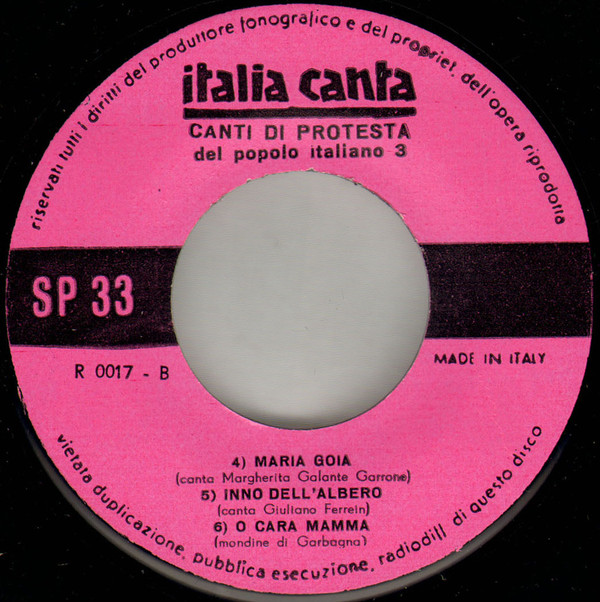 riservati tutti i diritti del produttore fonografico e del propriet. dell'opera riprodotta
italia canta
CANTI DI PROTESTA
del popolo italiano 3
SP 33
R 0017 - B
MADE IN ITALY
4) MARIA GOIA
(canta Margherita Galante Garrone)
5) INNO DELL'ALBERO
(canta Giuliano Ferrein)
6) O CARA MAMMA
(mondine di Garbagna)
vietata duplicazione, pubblica esecuzione, radiodiff di questo disco